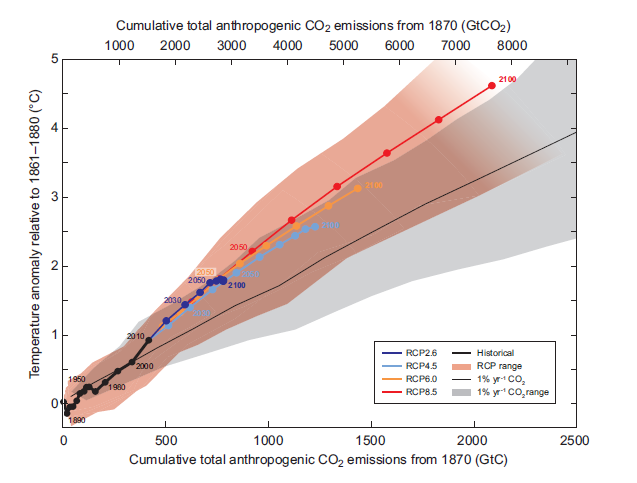 Cumulative total anthropogenic CO2 emissions from 1870 (GtCO2)
1000 2000 3000 4000 5000 6000 7000 8000
Temperature anomaly relative to 1861–1880 (°C)
5
4
3
2
1
0
2100
2100
2050
2050
2050
2100
2030
2010
2000
1950
1980
1890
RCP2.6
RCP4.5
RCP6.0
RCP8.5
Historical
RCP range
1% yr⁻¹ CO2
1% yr⁻¹ CO2 range
0 500 1000 1500 2000 2500
Cumulative total anthropogenic CO2 emissions from 1870 (GtC)